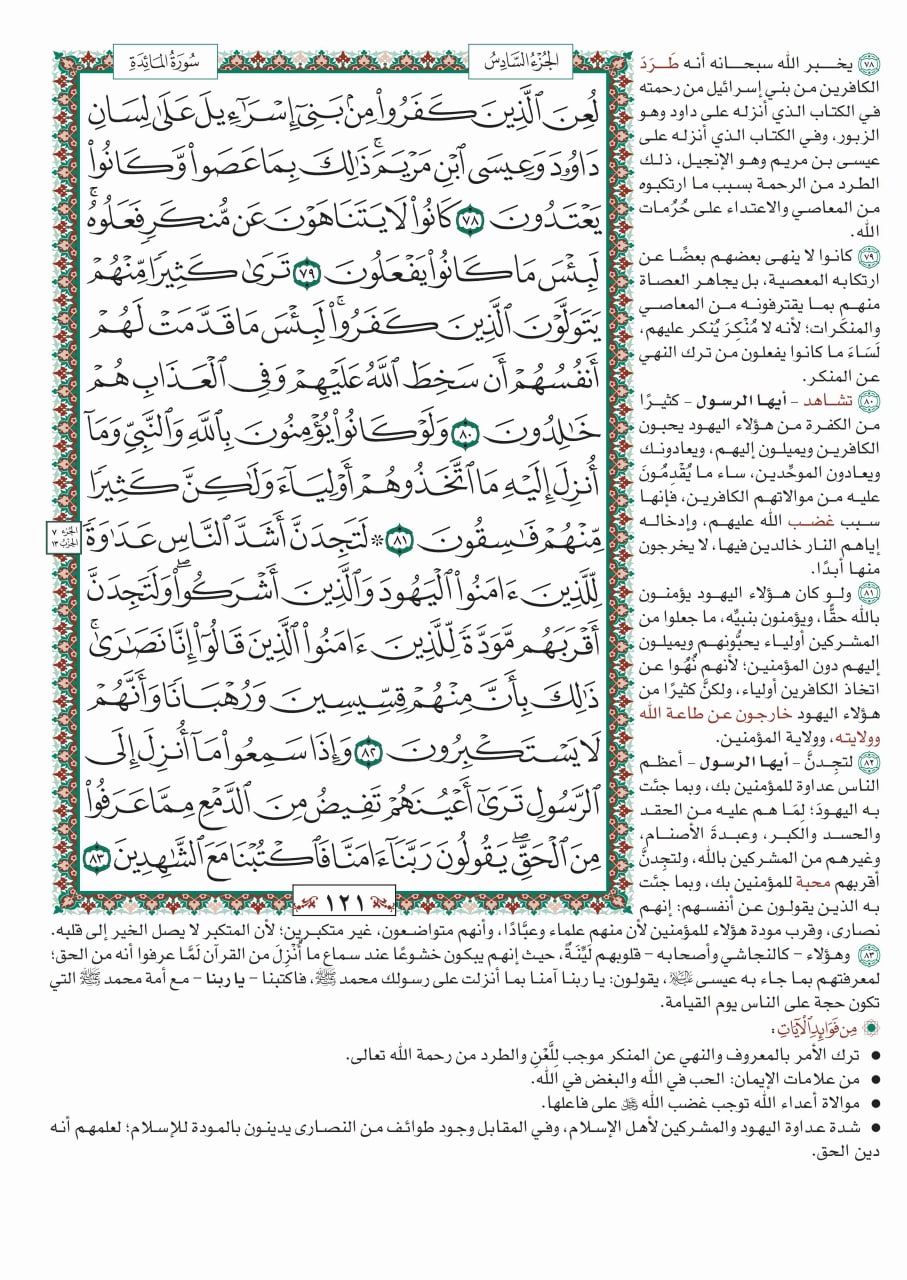 الجُزْءُ السَّادِسُ
سُورَةُ المَائِدَةِ
لُعِنَ ٱلَّذِينَ كَفَرُواْ مِنۢ بَنِيٓ إِسۡرَٰٓءِيلَ عَلَىٰ لِسَانِ
دَاوُۥدَ وَعِيسَى ٱبۡنِ مَرۡيَمَۚ ذَٰلِكَ بِمَا عَصَواْ وَّكَانُواْ
يَعۡتَدُونَ ٧٨ كَانُواْ لَا يَتَنَاهَوۡنَ عَن مُّنكَرٖ فَعَلُوهُۚ
لَبِئۡسَ مَا كَانُواْ يَفۡعَلُونَ ٧٩ تَرَىٰ كَثِيرٗا مِّنۡهُمۡ
يَتَوَلَّوۡنَ ٱلَّذِينَ كَفَرُواْۚ لَبِئۡسَ مَا قَدَّمَتۡ لَهُمۡ
أَنفُسُهُمۡ أَن سَخِطَ ٱللَّهُ عَلَيۡهِمۡ وَفِي ٱلۡعَذَابِ هُمۡ
خَٰلِدُونَ ٨٠ وَلَوۡ كَانُواْ يُؤۡمِنُونَ بِٱللَّهِ وَٱلنَّبِيِّ وَمَآ
أُنزِلَ إِلَيۡهِ مَا ٱتَّخَذُوهُمۡ أَوۡلِيَآءَ وَلَٰكِنَّ كَثِيرٗا
مِّنۡهُمۡ فَٰسِقُونَ ٨١ ۞ لَتَجِدَنَّ أَشَدَّ ٱلنَّاسِ عَدَٰوَةٗ
لِّلَّذِينَ ءَامَنُواْ ٱلۡيَهُودَ وَٱلَّذِينَ أَشۡرَكُواْۖ وَلَتَجِدَنَّ
أَقۡرَبَهُم مَّوَدَّةٗ لِّلَّذِينَ ءَامَنُواْ ٱلَّذِينَ قَالُوٓاْ إِنَّا نَصَٰرَىٰۚ
ذَٰلِكَ بِأَنَّ مِنۡهُمۡ قِسِّيسِينَ وَرُهۡبَانٗا وَأَنَّهُمۡ
لَا يَسۡتَكۡبِرُونَ ٨٢ وَإِذَا سَمِعُواْ مَآ أُنزِلَ إِلَى
ٱلرَّسُولِ تَرَىٰٓ أَعۡيُنَهُمۡ تَفِيضُ مِنَ ٱلدَّمۡعِ مِمَّا عَرَفُواْ
مِنَ ٱلۡحَقِّۖ يَقُولُونَ رَبَّنَآ ءَامَنَّا فَٱكۡتُبۡنَا مَعَ ٱلشَّٰهِدِينَ ٨٣
الجزء ٧
الحزب ١٣
١٢١
٧٨ يخبر الله سبحانه أنه طَرَدَ
الكافرين من بني إسرائيل من رحمته
في الكتاب الذي أنزله على داود وهو
الزبور، وفي الكتاب الذي أنزله على
عيسى بن مريم وهو الإنجيل، ذلك
الطرد من الرحمة بسبب ما ارتكبوه
من المعاصي والاعتداء على حُرُمات
الله.
٧٩ كانوا لا ينهى بعضهم بعضًا عن
ارتكابه المعصية، بل يجاهر العصاة
منهم بما يقترفونه من المعاصي
والمنكرات؛ لأنه لا مُنْكِرَ يُنكر عليهم،
لَسَاءَ ما كانوا يفعلون من ترك النهي
عن المنكر.
٨٠ تشاهد - أيها الرسول - كثيرًا
من الكفرة من هؤلاء اليهود يحبون
الكافرين ويميلون إليهم، ويعادونك
ويعادون الموحِّدين، ساء ما يُقْدِمُونَ
عليه من موالاتهم الكافرين، فإنها
سبب غضب الله عليهم، وإدخاله
إياهم النار خالدين فيها، لا يخرجون
منها أبدًا.
٨١ ولو كان هؤلاء اليهود يؤمنون
بالله حقًّا، ويؤمنون بنبيِّه، ما جعلوا من
المشركين أولياء يحبُّونهم ويميلون
إليهم دون المؤمنين؛ لأنهم نُهُوا عن
اتخاذ الكافرين أولياء، ولكنَّ كثيرًا من
هؤلاء اليهود خارجون عن طاعة الله
وولايته، وولاية المؤمنين.
٨٢ لتجِدنَّ - أيها الرسول - أعظم
الناس عداوة للمؤمنين بك، وبما جئت
به اليهودَ؛ لِمَا هم عليه من الحقد
والحسد والكبر، وعبدةَ الأصنام،
وغيرهم من المشركين بالله، ولتجِدنَّ
أقربهم محبة للمؤمنين بك، وبما جئت
به الذين يقولون عن أنفسهم: إنهم
نصارى، وقرب مودة هؤلاء للمؤمنين لأن منهم علماء وعبَّادًا، وأنهم متواضعون، غير متكبرين؛ لأن المتكبر لا يصل الخير إلى قلبه.
٨٣ وهؤلاء - كالنجاشي وأصحابه - قلوبهم لَيِّنَةٌ، حيث إنهم يبكون خشوعًا عند سماع ما أُنْزِلَ من القرآن لَمَّا عرفوا أنه من الحق؛
لمعرفتهم بما جاء به عيسى عليه السلام، يقولون: يا ربنا آمنا بما أنزلت على رسولك محمد ﷺ، فاكتبنا - يا ربنا - مع أمة محمد ﷺ التي
تكون حجة على الناس يوم القيامة.
مِن فَوَائِدِ الآيَاتِ:
● ترك الأمر بالمعروف والنهي عن المنكر موجب لِلَّعْنِ والطرد من رحمة الله تعالى.
● من علامات الإيمان: الحب في الله والبغض في الله.
● موالاة أعداء الله توجب غضب الله ﷻ على فاعلها.
● شدة عداوة اليهود والمشركين لأهل الإسلام، وفي المقابل وجود طوائف من النصارى يدينون بالمودة للإسلام؛ لعلمهم أنه
دين الحق.